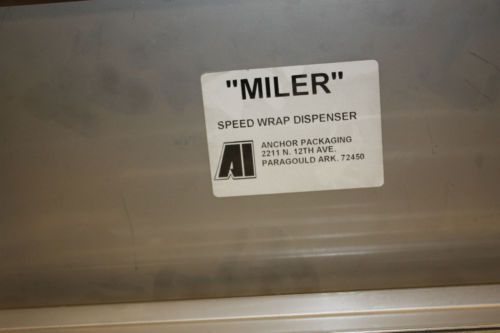 "MILER"
SPEED WRAP DISPENSER
AI
ANCHOR PACKAGING
2211 N. 12TH AVE.
PARAGOULD ARK. 72450